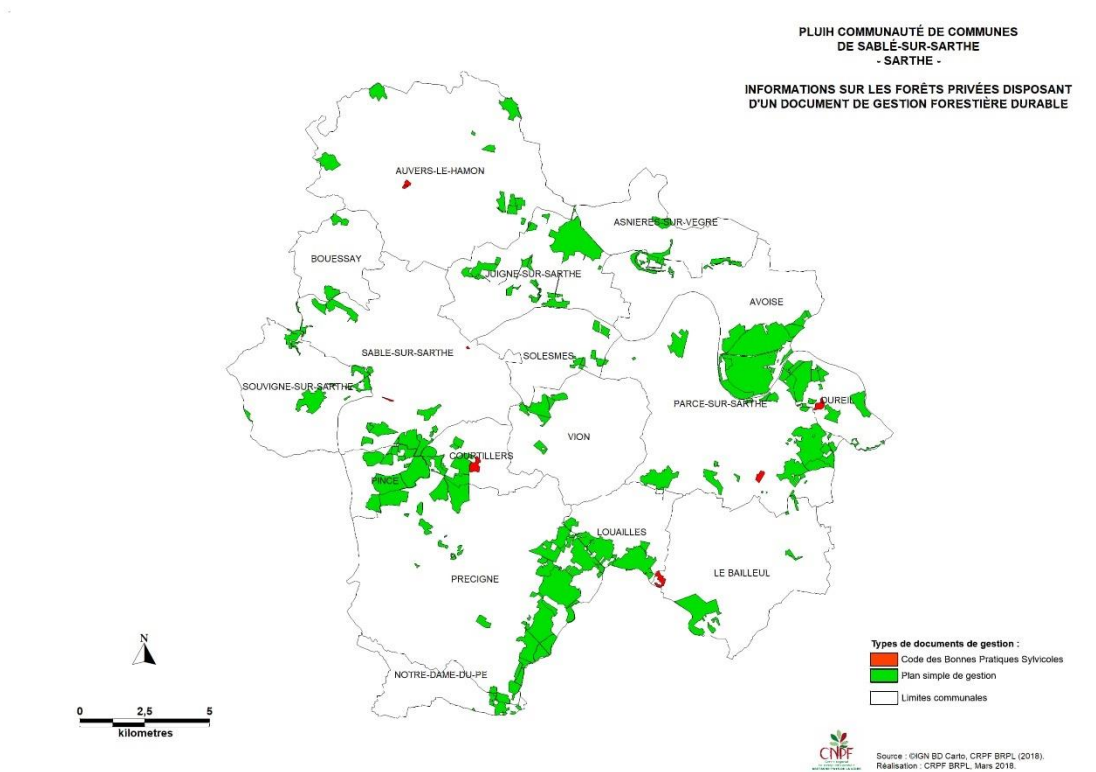 PLUIH COMMUNAUTÉ DE COMMUNES
DE SABLÉ-SUR-SARTHE
- SARTHE -
INFORMATIONS SUR LES FORÊTS PRIVÉES DISPOSANT
D'UN DOCUMENT DE GESTION FORESTIÈRE DURABLE
AUVERS-LE-HAMON
ASNIERES-SUR-VEGRE
BOUESSAY
JUIGNE-SUR-SARTHE
AVOISE
SABLE-SUR-SARTHE
SOLESMES
SOUVIGNE-SUR-SARTHE
PARCE-SUR-SARTHE
DUREIL
VION
COURTILLERS
PINCE
LOUAILLES
PRECIGNE
LE BAILLEUL
NOTRE-DAME-DU-PE
N
0 2,5 5
kilometres
Types de documents de gestion :
Code des Bonnes Pratiques Sylvicoles
Plan simple de gestion
Limites communales
CNPF
Source : ©IGN BD Carto, CRPF BRPL (2018).
Réalisation : CRPF BRPL, Mars 2018.